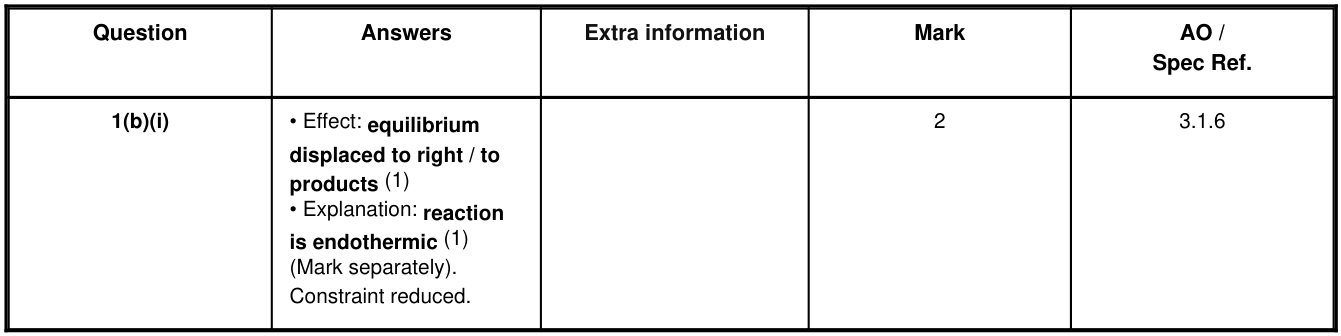 Question Answers Extra information Mark AO /
Spec Ref.
1(b)(i) • Effect: equilibrium 2 3.1.6
displaced to right / to
products (1)
• Explanation: reaction
is endothermic (1)
(Mark separately).
Constraint reduced.